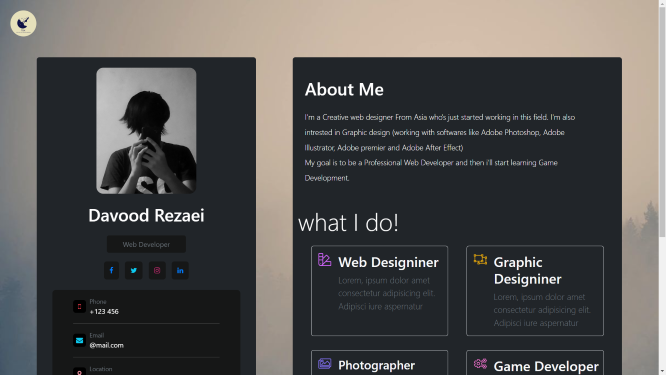 Davood Rezaei
Web Developer
Phone
+123 456
Email
@mail.com
Location
About Me
I'm a Creative web designer From Asia who's just started working in this field. I'm also
intrested in Graphic design (working with softwares like Adobe Photoshop, Adobe
Illustrator, Adobe premier and Adobe After Effect)
My goal is to be a Professional Web Developer and then i'll start learning Game
Development.
what I do!
Web Designiner
Lorem, ipsum dolor amet
consectetur adipisicing elit.
Adipisci iure aspernatur
Graphic
Designiner
Lorem, ipsum dolor amet
consectetur adipisicing elit.
Adipisci iure aspernatur
Photographer
Game Developer